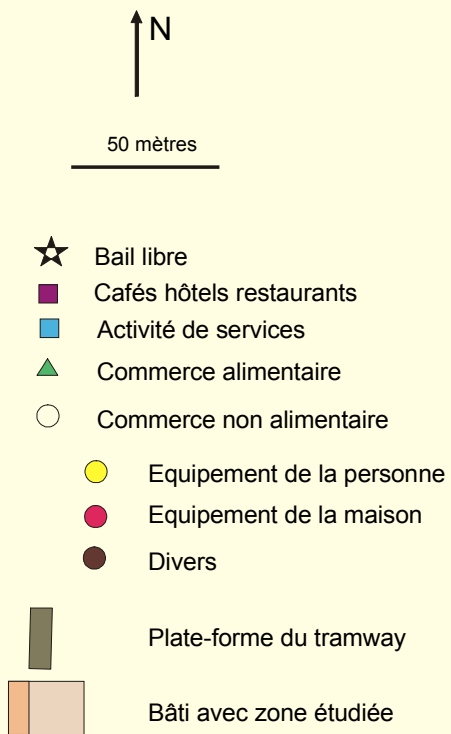 N
50 mètres
Bail libre
Cafés hôtels restaurants
Activité de services
Commerce alimentaire
Commerce non alimentaire
Equipement de la personne
Equipement de la maison
Divers
Plate-forme du tramway
Bâti avec zone étudiée